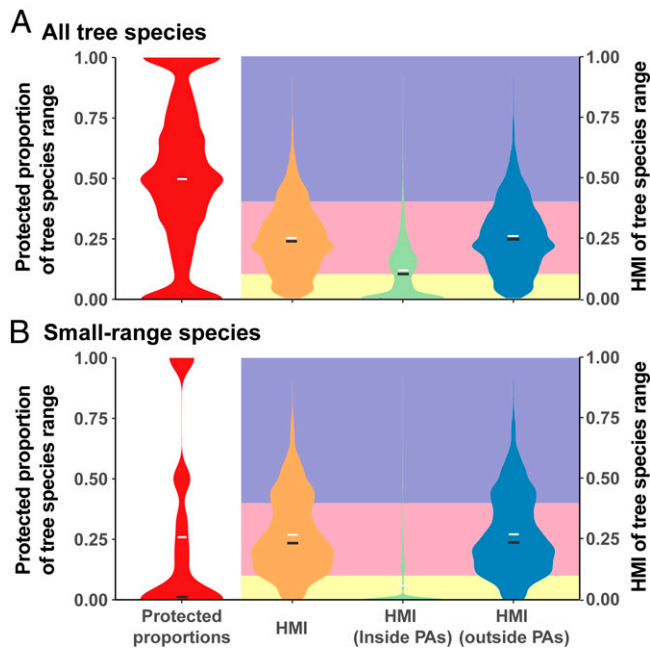 A All tree species
Protected proportion
of tree species range
1.00
0.75
0.50
0.25
0.00
1.00
0.75
0.50
0.25
0.00
HMI of tree species range
B Small-range species
Protected proportion
of tree species range
1.00
0.75
0.50
0.25
0.00
1.00
0.75
0.50
0.25
0.00
HMI of tree species range
Protected
proportions
HMI
HMI
(Inside PAs)
HMI
(outside PAs)